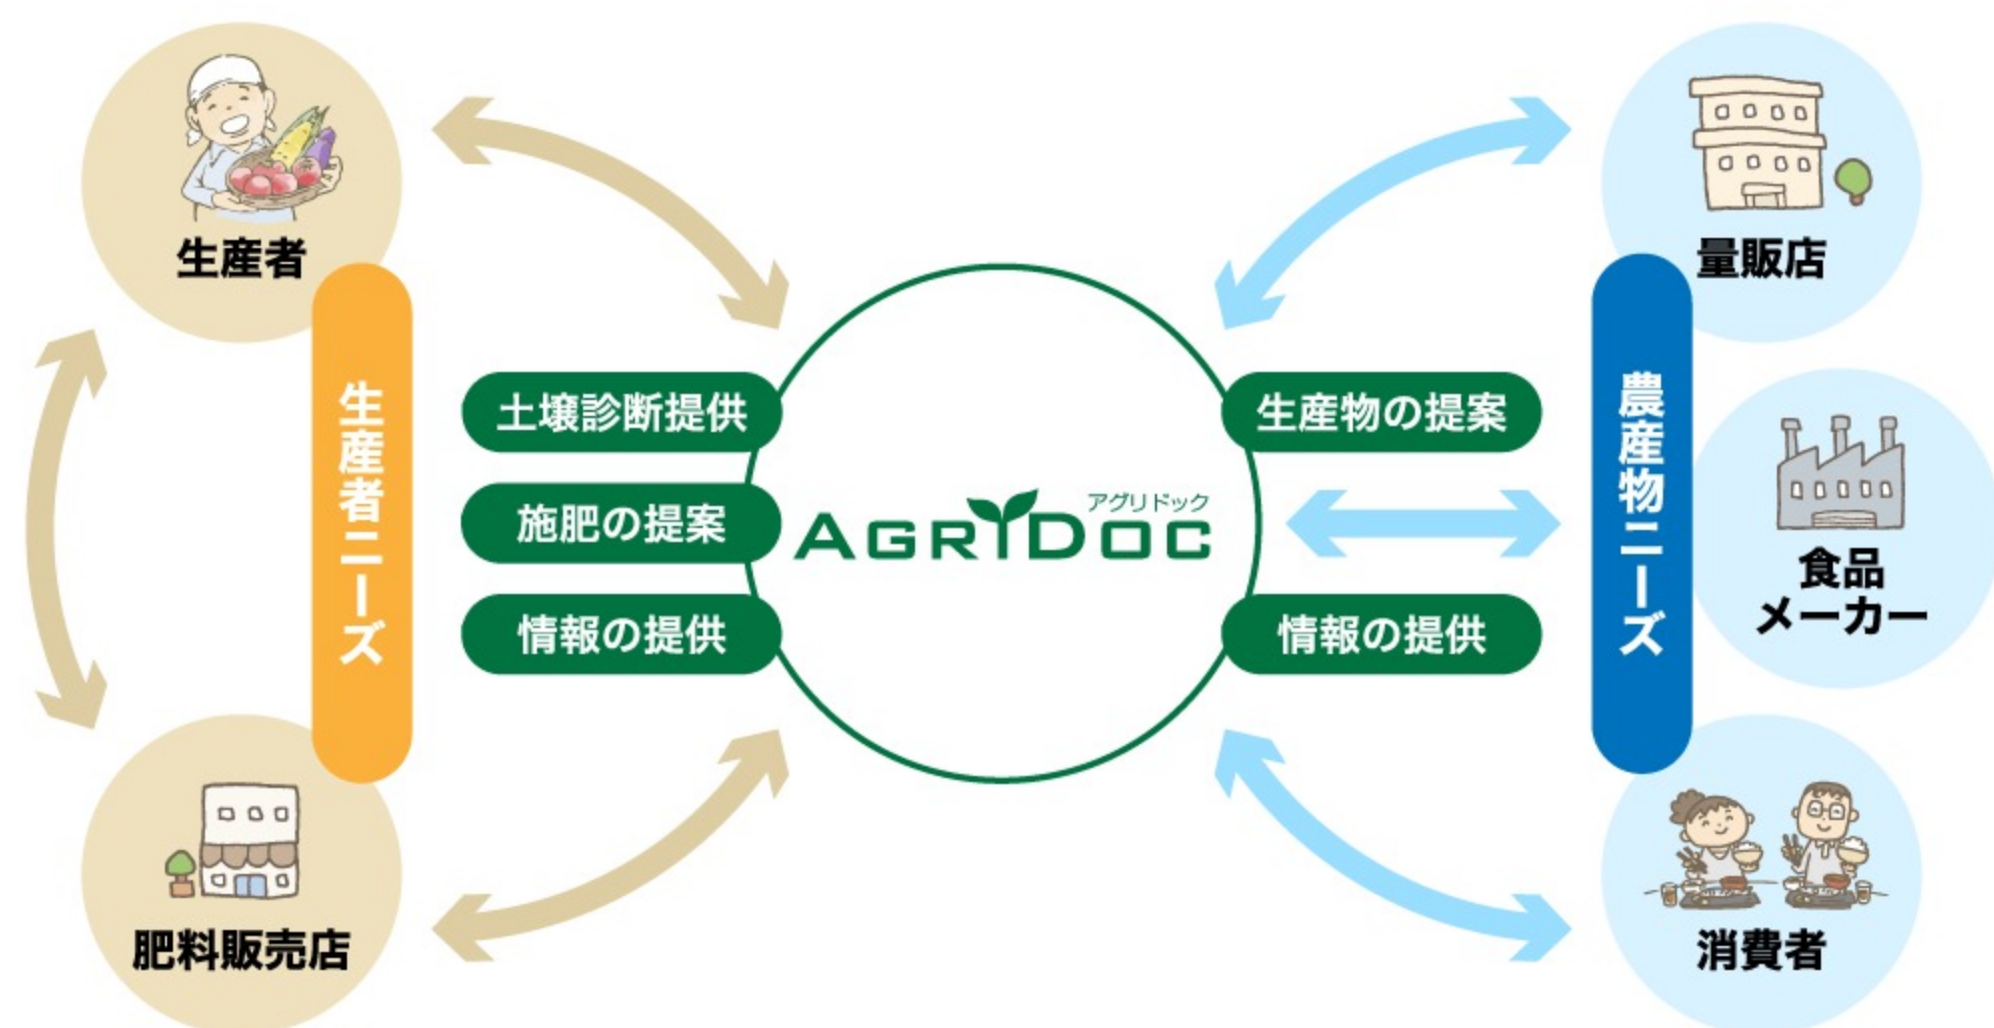 生産者
生産者ニーズ
肥料販売店
土壌診断提供
施肥の提案
情報の提供
アグリドック
AGRIDOC
生産物の提案
情報の提供
農産物ニーズ
量販店
食品
メーカー
消費者